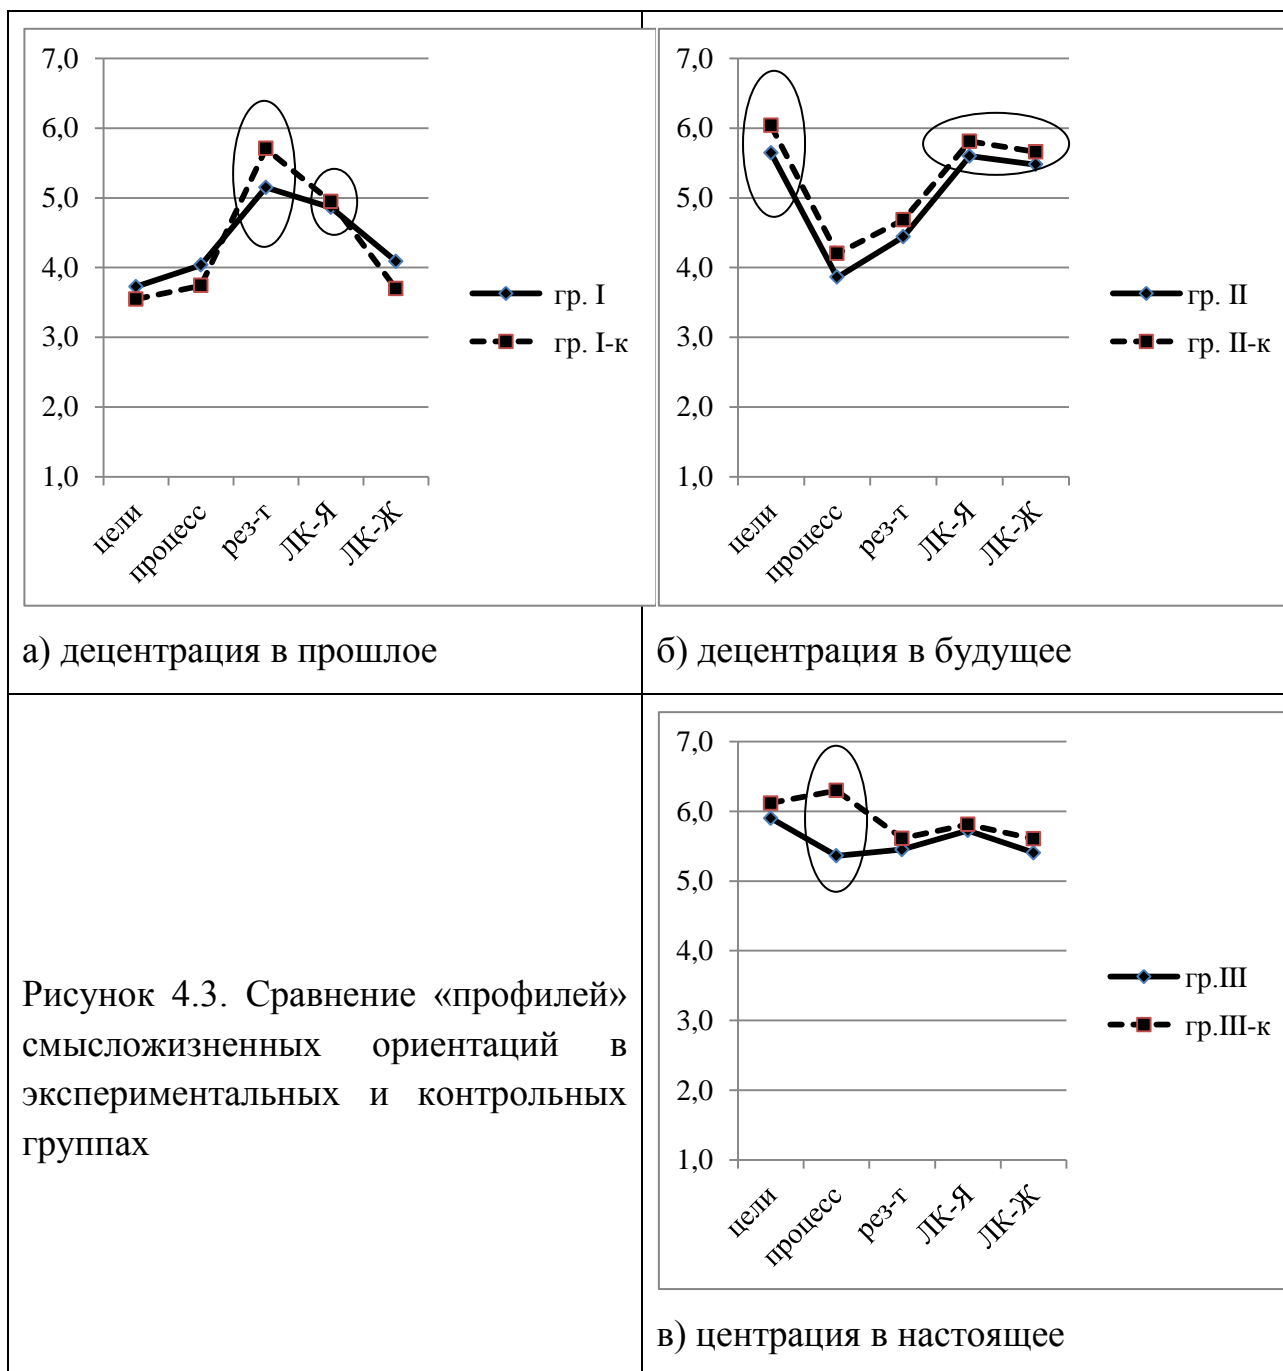 7,0
6,0
5,0
4,0
3,0
2,0
1,0
цели
процесс
рез-т
ЛК-Я
ЛК-Ж
гр. I
гр. I-к
а) децентрация в прошлое
7,0
6,0
5,0
4,0
3,0
2,0
1,0
цели
процесс
рез-т
ЛК-Я
ЛК-Ж
гр. II
гр. II-к
б) децентрация в будущее
Рисунок 4.3. Сравнение «профилей»
смысложизненных ориентаций в
экспериментальных и контрольных
группах
7,0
6,0
5,0
4,0
3,0
2,0
1,0
цели
процесс
рез-т
ЛК-Я
ЛК-Ж
гр.III
гр.III-к
в) центрация в настоящее